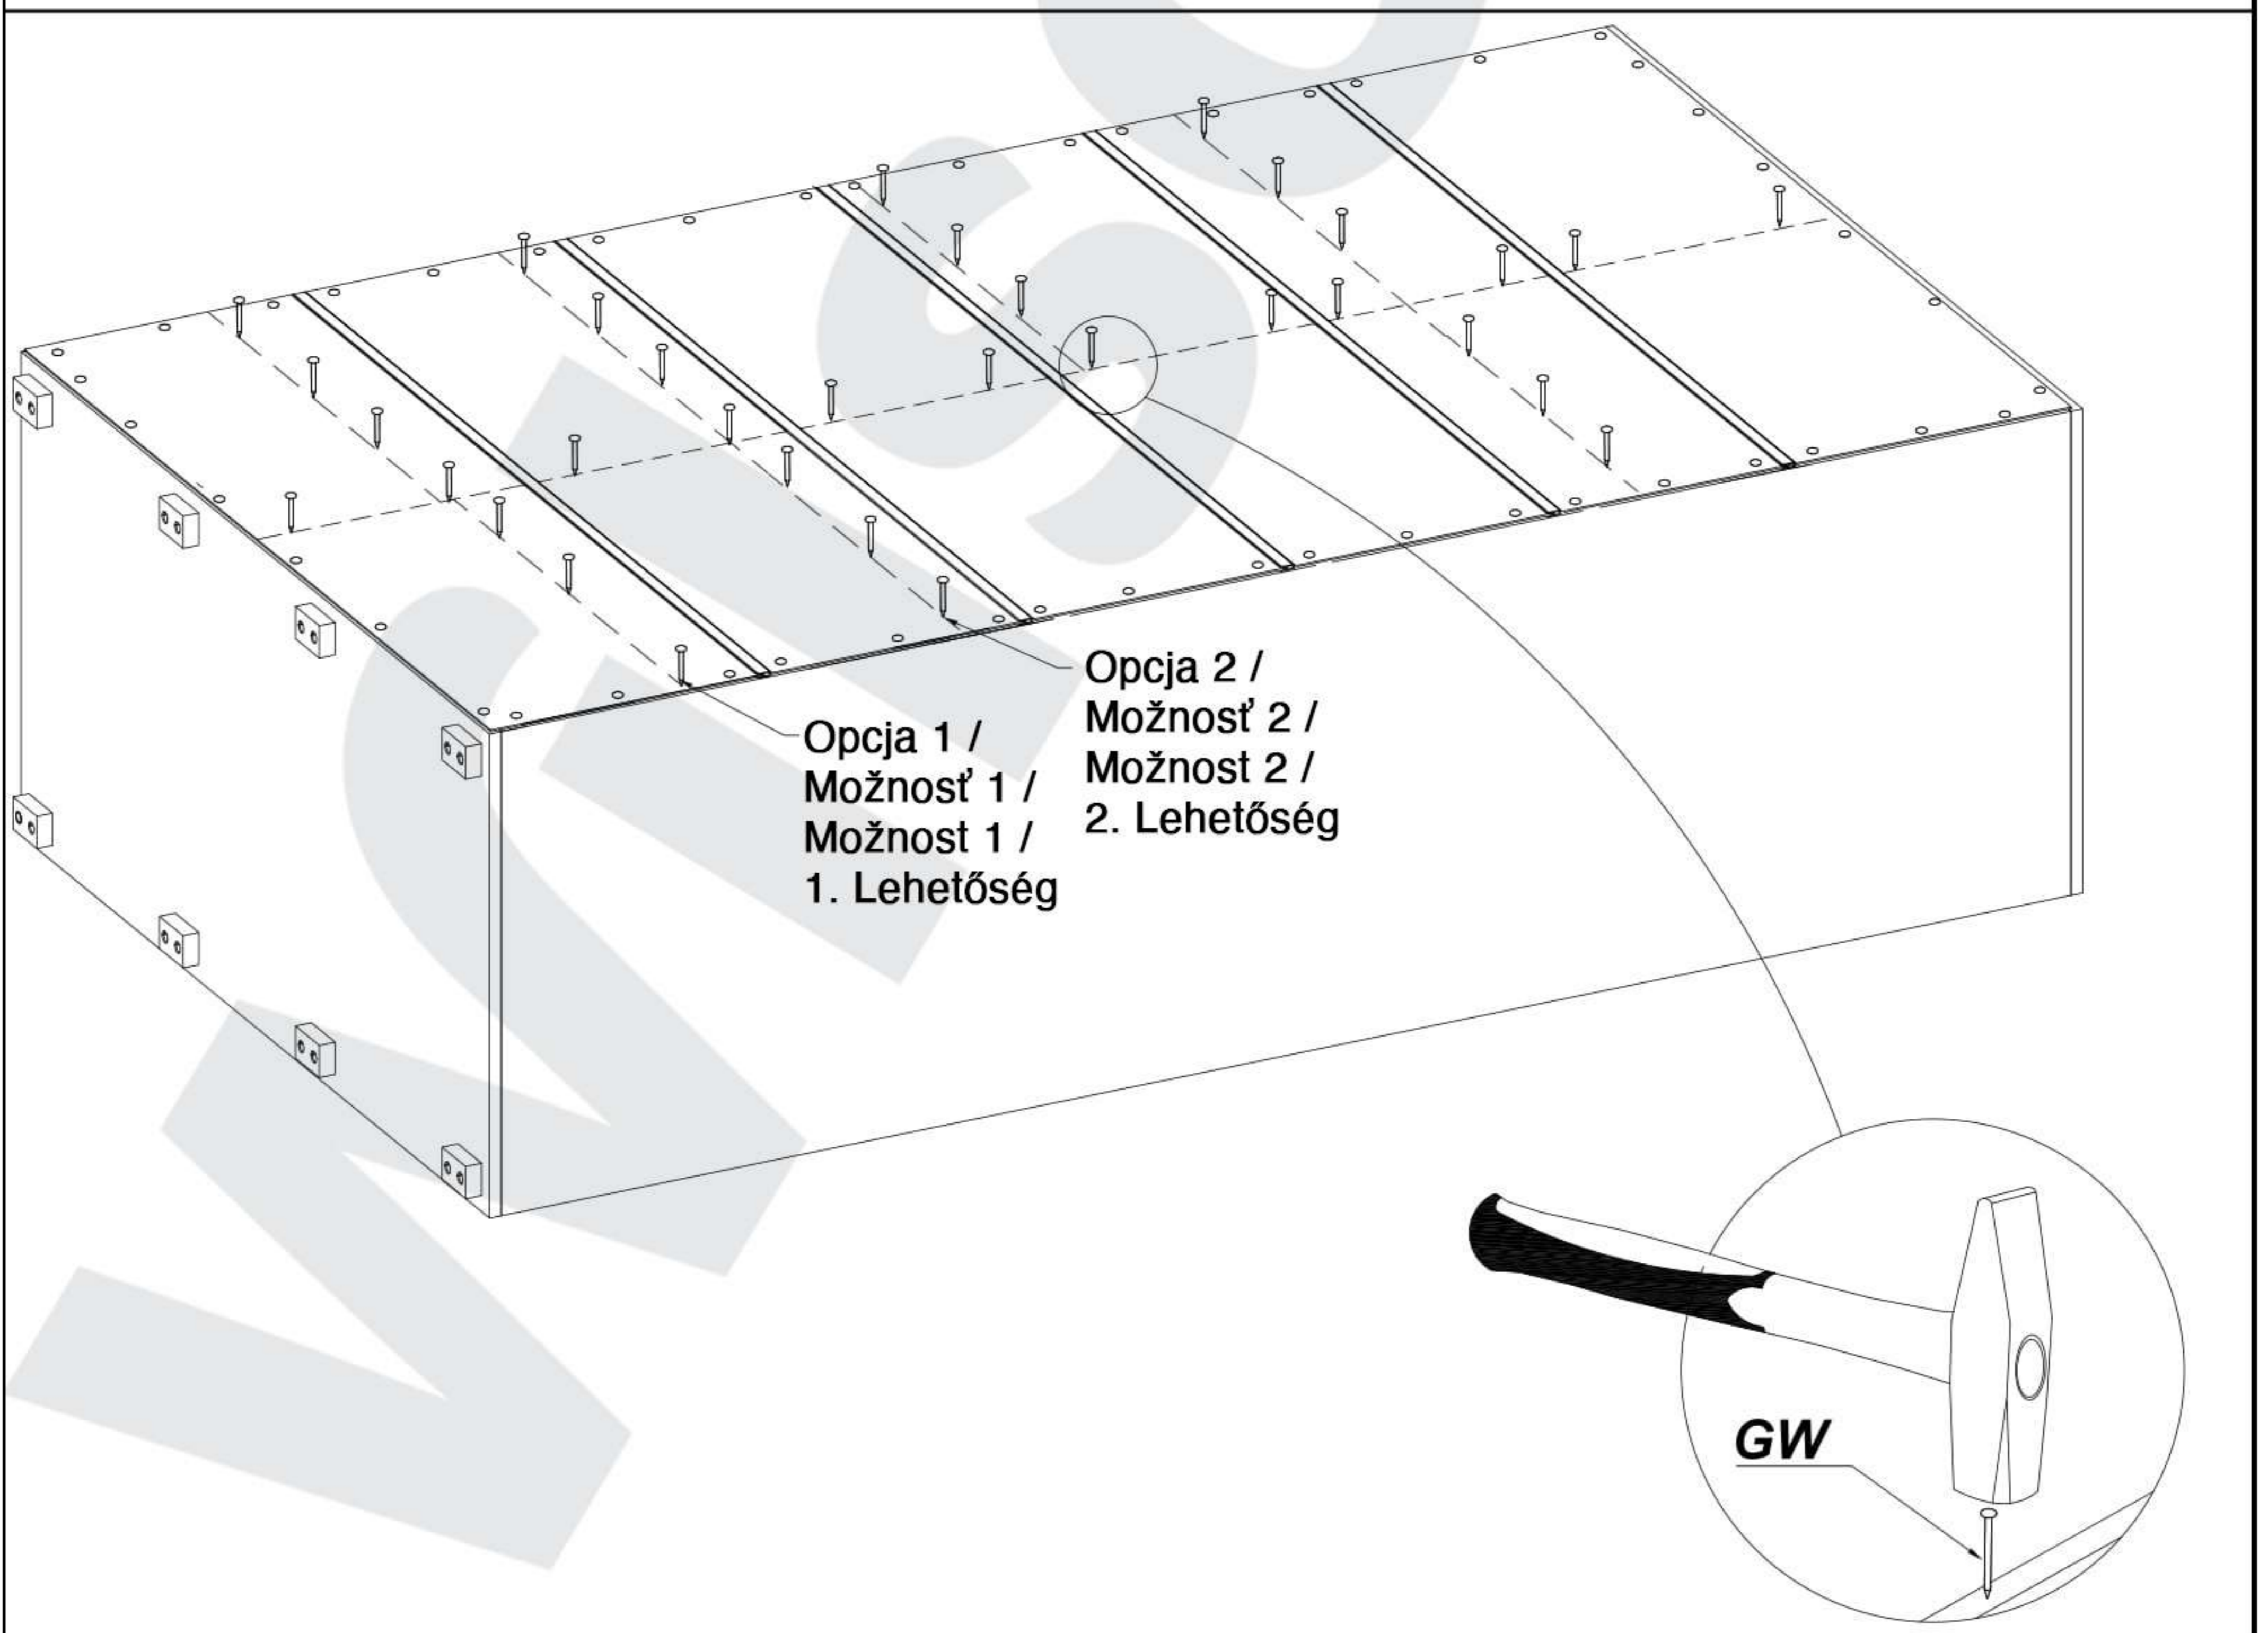 Opcja 1 /
Možnosť 1 /
Možnost 1 /
1. Lehetőség
Opcja 2 /
Možnosť 2 /
Možnost 2 /
2. Lehetőség
GW